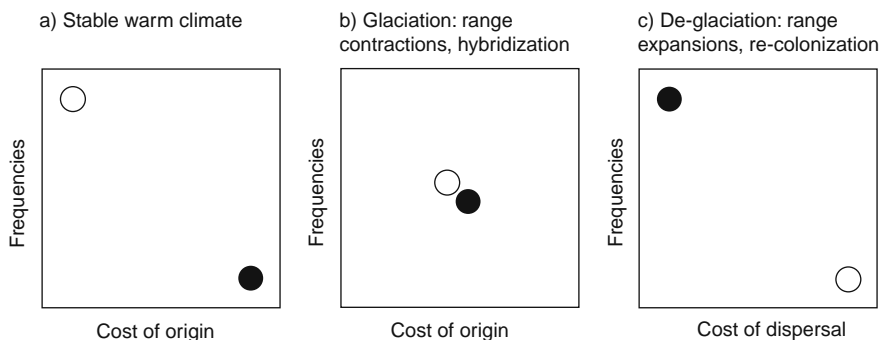 a) Stable warm climate
b) Glaciation: range
contractions, hybridization
c) De-glaciation: range
expansions, re-colonization
Frequencies
Frequencies
Frequencies
Cost of origin
Cost of origin
Cost of dispersal